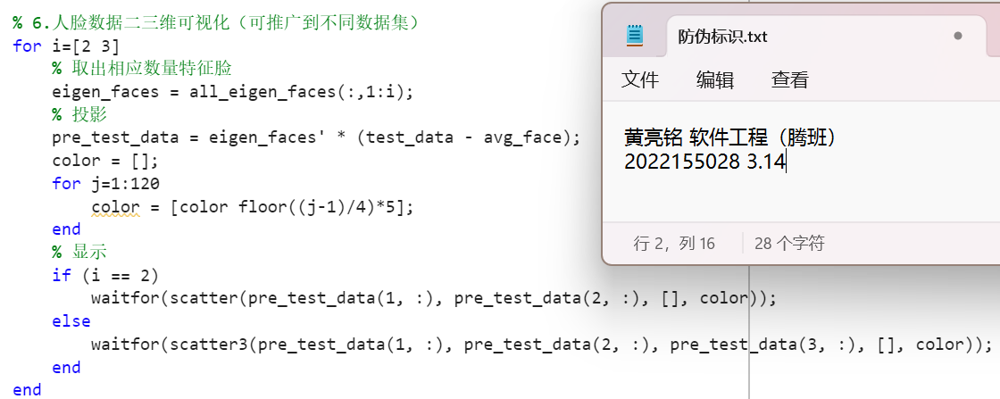 % 6.人脸数据二三维可视化（可推广到不同数据集）
for i=[2 3]
    % 取出相应数量特征脸
    eigen_faces = all_eigen_faces(:,1:i);
    % 投影
    pre_test_data = eigen_faces' * (test_data - avg_face);
    color = [];
    for j=1:120
        color = [color floor((j-1)/4)*5];
    end
    % 显示
    if (i == 2)
        waitfor(scatter(pre_test_data(1, :), pre_test_data(2, :), [], color));
    else
        waitfor(scatter3(pre_test_data(1, :), pre_test_data(2, :), pre_test_data(3, :), [], color));
    end
end
防伪标识.txt
文件 编辑 查看
黄亮铭 软件工程（腾班）
2022155028 3.14
行 2，列 16 28 个字符